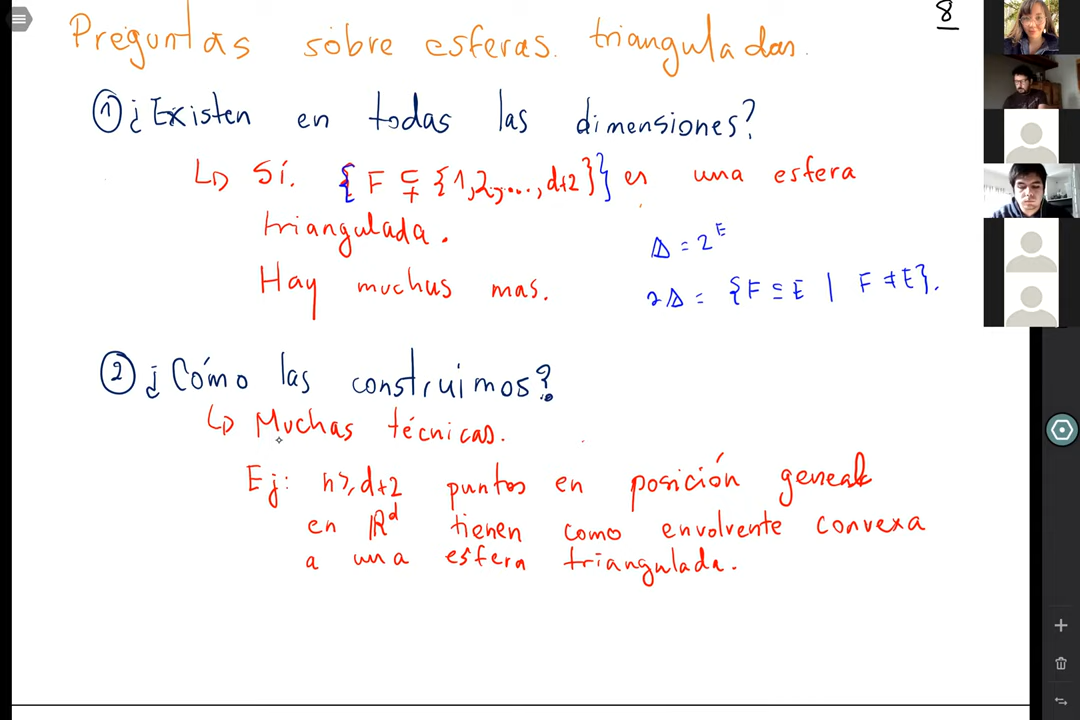 8
Preguntas sobre esferas trianguladas.
① ¿Existen en todas las dimensiones?
↳ Sí. {F ⊊ {1,2,...,d+2}} es una esfera
triangulada.
Δ = 2^E
Hay muchus mas.
∂Δ = {F ⊆ E | F ≠ E}.
② ¿Cómo las construimos?
↳ Muchas técnicas.
Ej: n ≥ d+2 puntos en posición general
en ℝ^d tienen como envolvente convexa
a una esfera triangulada.